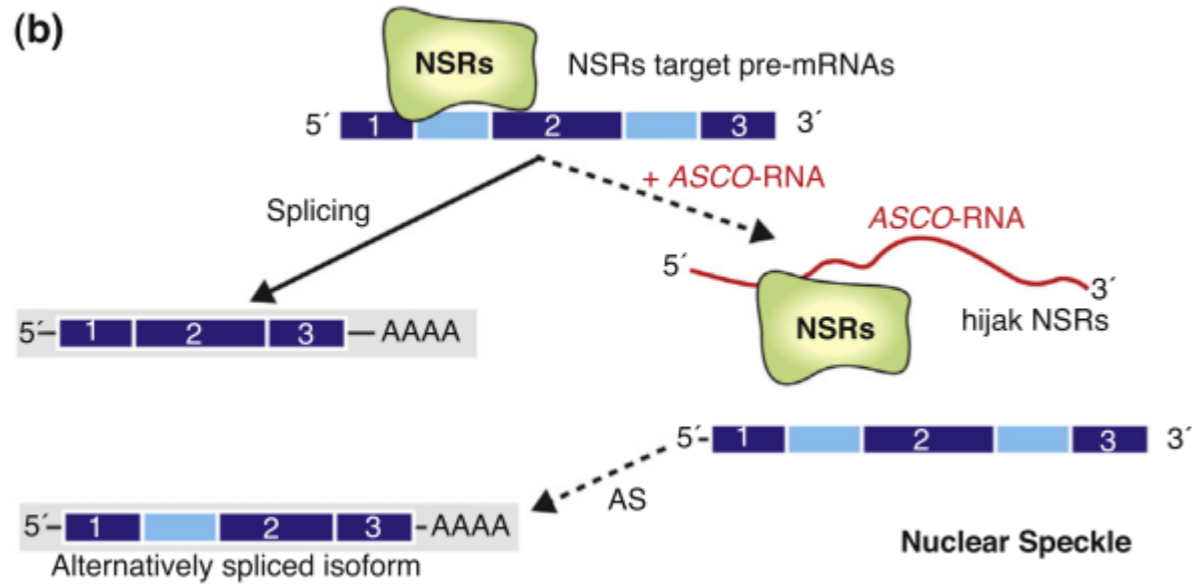 (b)
NSRs
NSRs target pre-mRNAs
5´ 1 2 3 3´
+ ASCO-RNA
Splicing
ASCO-RNA
5´ 3´
hijak NSRs
NSRs
5´ 1 2 3 AAAA
5´ 1 2 3 3´
AS
5´ 1 2 3 AAAA
Nuclear Speckle
Alternatively spliced isoform